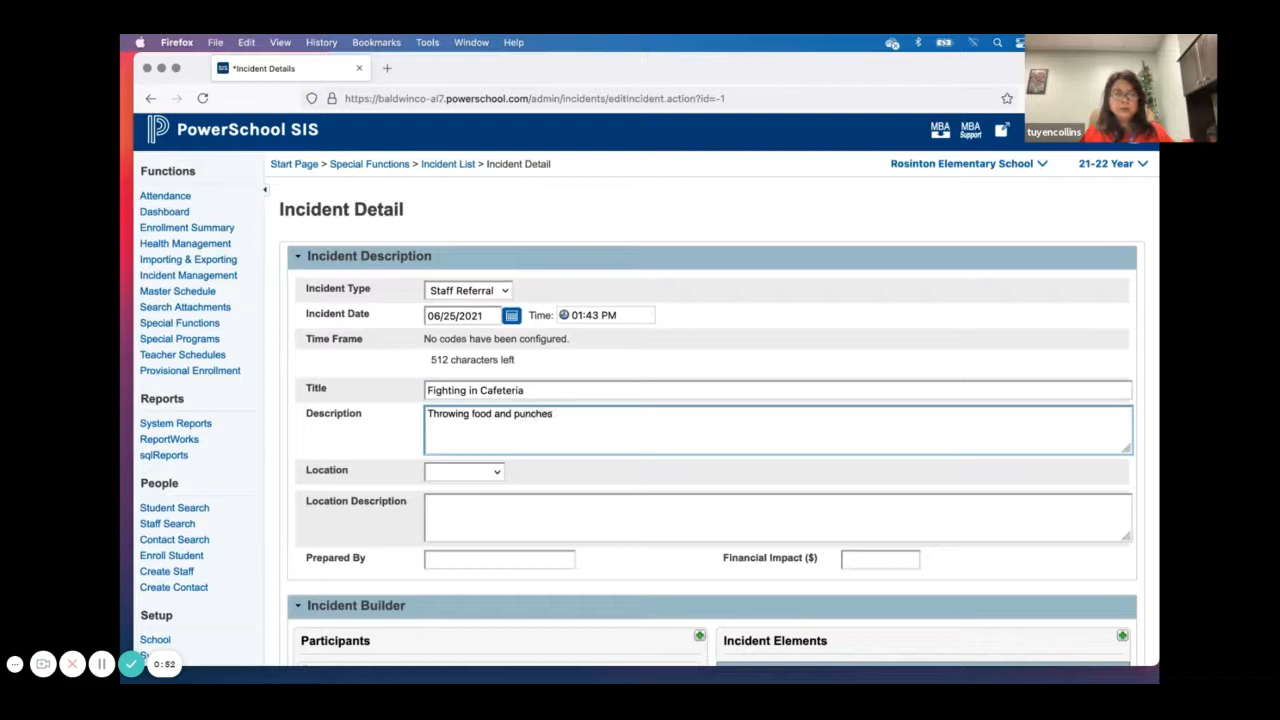 Firefox File Edit View History Bookmarks Tools Window Help
SIS *Incident Details
https://baldwinco-al7.powerschool.com/admin/incidents/editIncident.action?id=-1
PowerSchool SIS
MBA MBA Support
tuyencollins
Functions
Attendance
Dashboard
Enrollment Summary
Health Management
Importing & Exporting
Incident Management
Master Schedule
Search Attachments
Special Functions
Special Programs
Teacher Schedules
Provisional Enrollment
Reports
System Reports
ReportWorks
sqlReports
People
Student Search
Staff Search
Contact Search
Enroll Student
Create Staff
Create Contact
Setup
School
Start Page > Special Functions > Incident List > Incident Detail
Rosinton Elementary School 21-22 Year
Incident Detail
Incident Description
Incident Type Staff Referral
Incident Date 06/25/2021 Time: 01:43 PM
Time Frame No codes have been configured.
512 characters left
Title Fighting in Cafeteria
Description Throwing food and punches
Location
Location Description
Prepared By Financial Impact ($)
Incident Builder
Participants Incident Elements
0:52